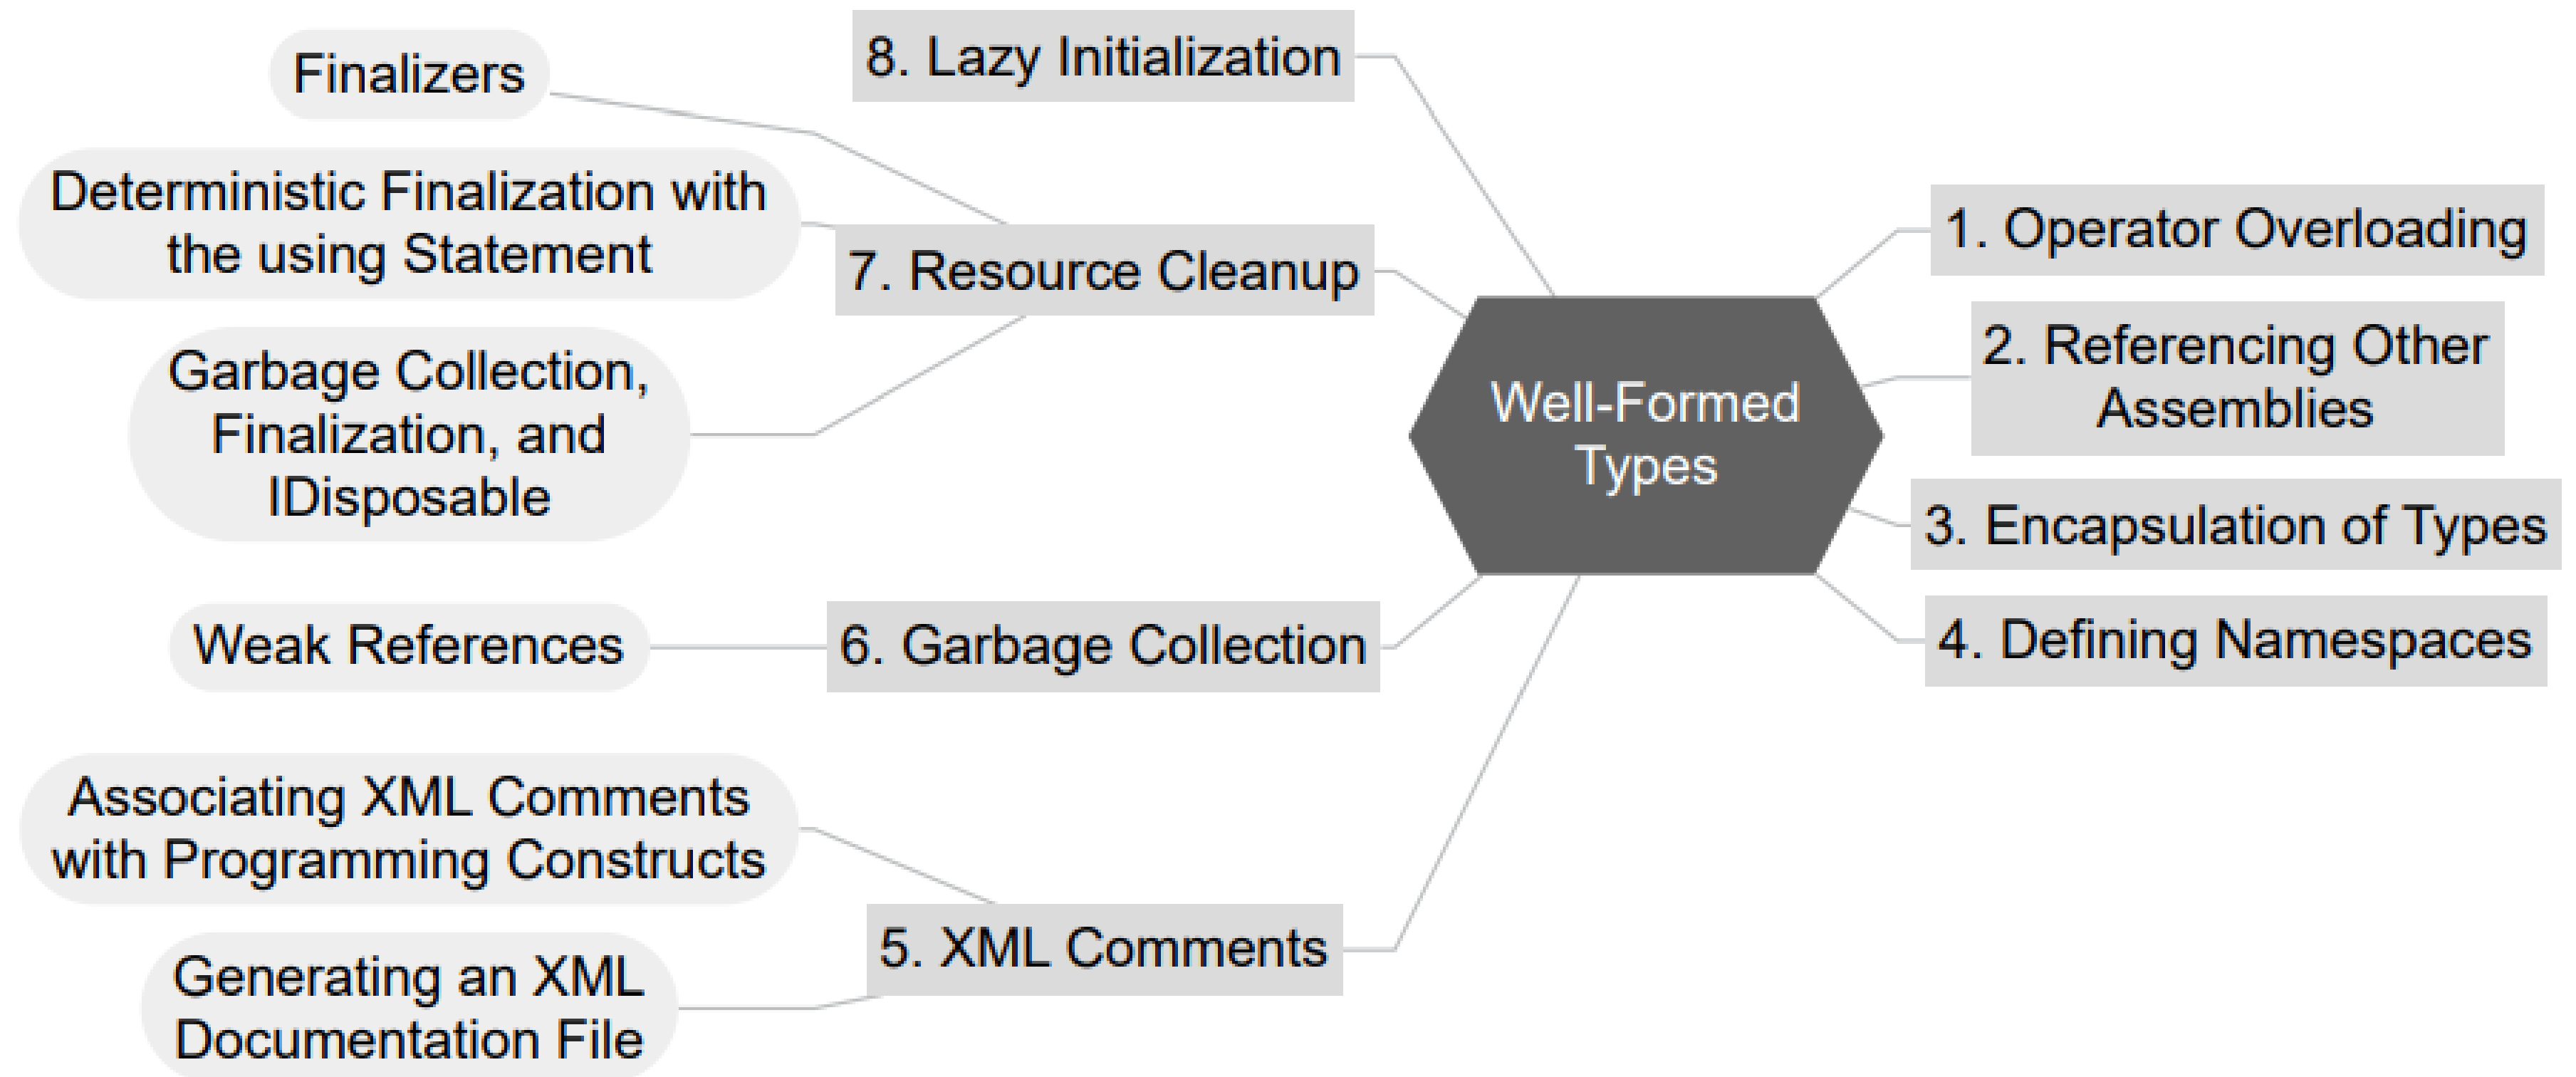 Finalizers
Deterministic Finalization with
the using Statement
Garbage Collection,
Finalization, and
IDisposable
Weak References
Associating XML Comments
with Programming Constructs
Generating an XML
Documentation File
8. Lazy Initialization
7. Resource Cleanup
6. Garbage Collection
5. XML Comments
Well-Formed
Types
1. Operator Overloading
2. Referencing Other
Assemblies
3. Encapsulation of Types
4. Defining Namespaces